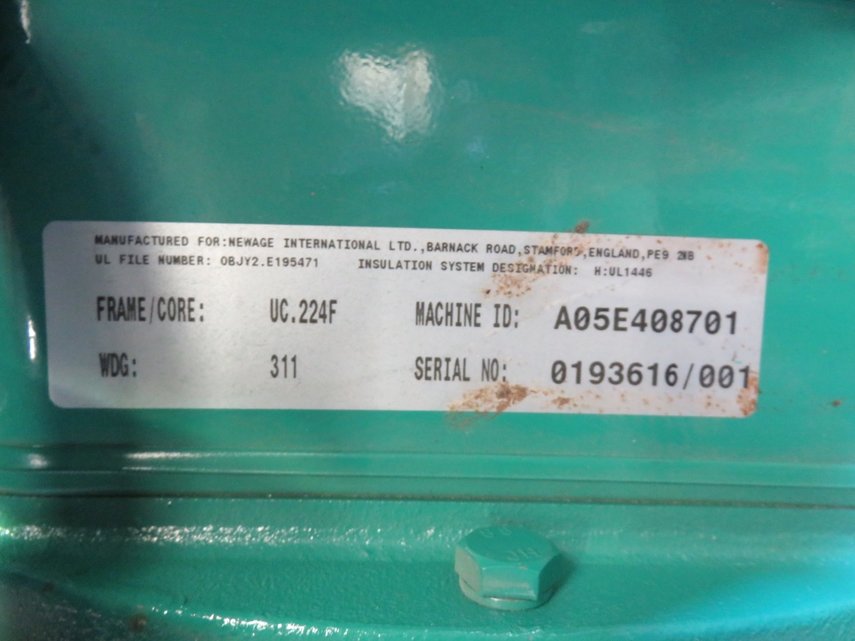 MANUFACTURED FOR:NEWAGE INTERNATIONAL LTD.,BARNACK ROAD,STAMFORD,ENGLAND,PE9 2NB
UL FILE NUMBER: OBJY2.E195471 INSULATION SYSTEM DESIGNATION: H:UL1446
FRAME/CORE: UC.224F MACHINE ID: A05E408701
WDG: 311 SERIAL NO: 0193616/001